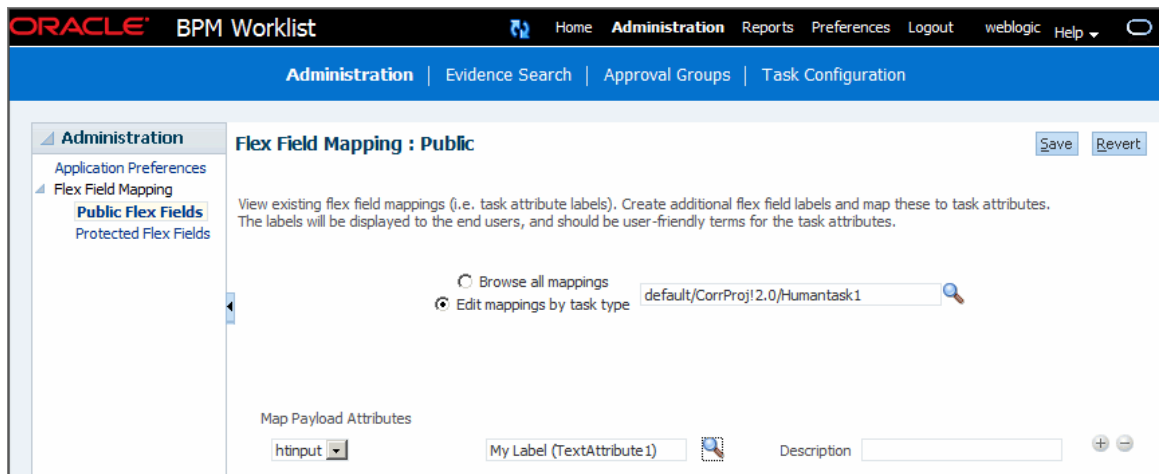 ORACLE BPM Worklist Home Administration Reports Preferences Logout weblogic Help
Administration | Evidence Search | Approval Groups | Task Configuration
Administration
Application Preferences
Flex Field Mapping
Public Flex Fields
Protected Flex Fields
Flex Field Mapping : Public Save Revert
View existing flex field mappings (i.e. task attribute labels). Create additional flex field labels and map these to task attributes.
The labels will be displayed to the end users, and should be user-friendly terms for the task attributes.
Browse all mappings
Edit mappings by task type default/CorrProj!2.0/Humantask1
Map Payload Attributes
htinput My Label (TextAttribute1) Description